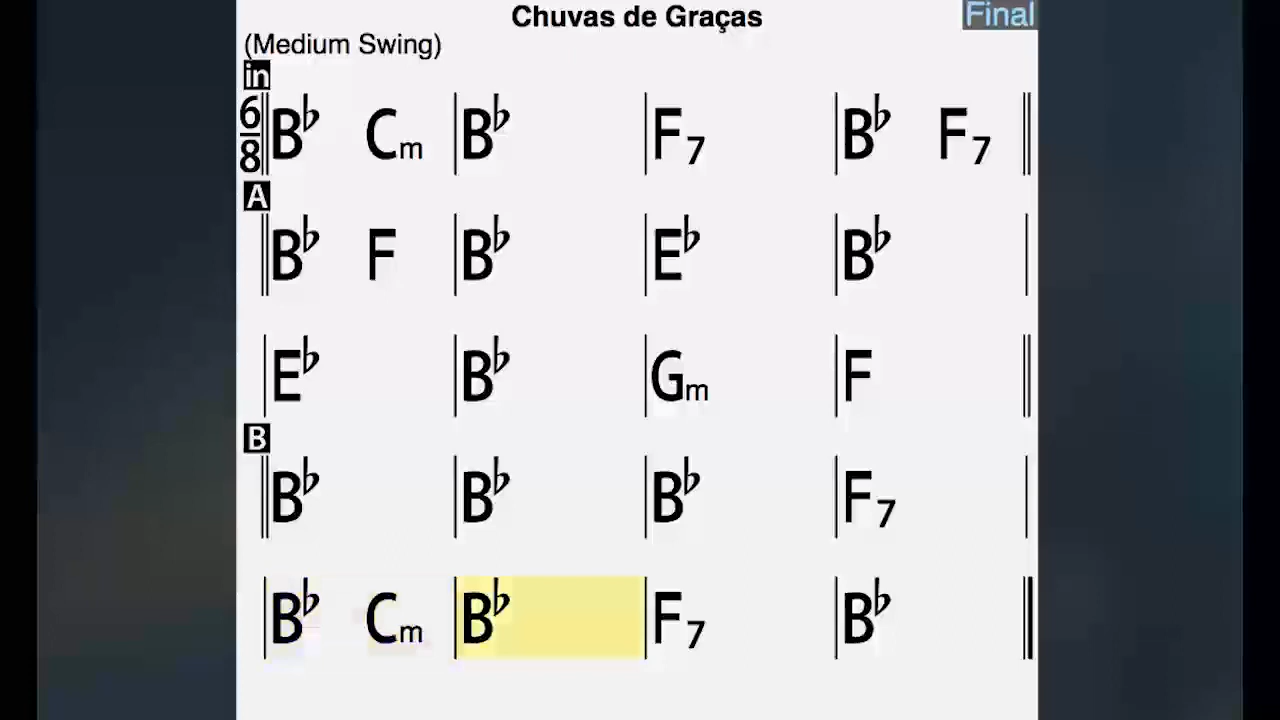 Chuvas de Graças
Final
(Medium Swing)
in
6/8 B♭ Cm B♭ F7 B♭ F7
A
B♭ F B♭ E♭ B♭
E♭ B♭ Gm F
B
B♭ B♭ B♭ F7
B♭ Cm B♭ F7 B♭